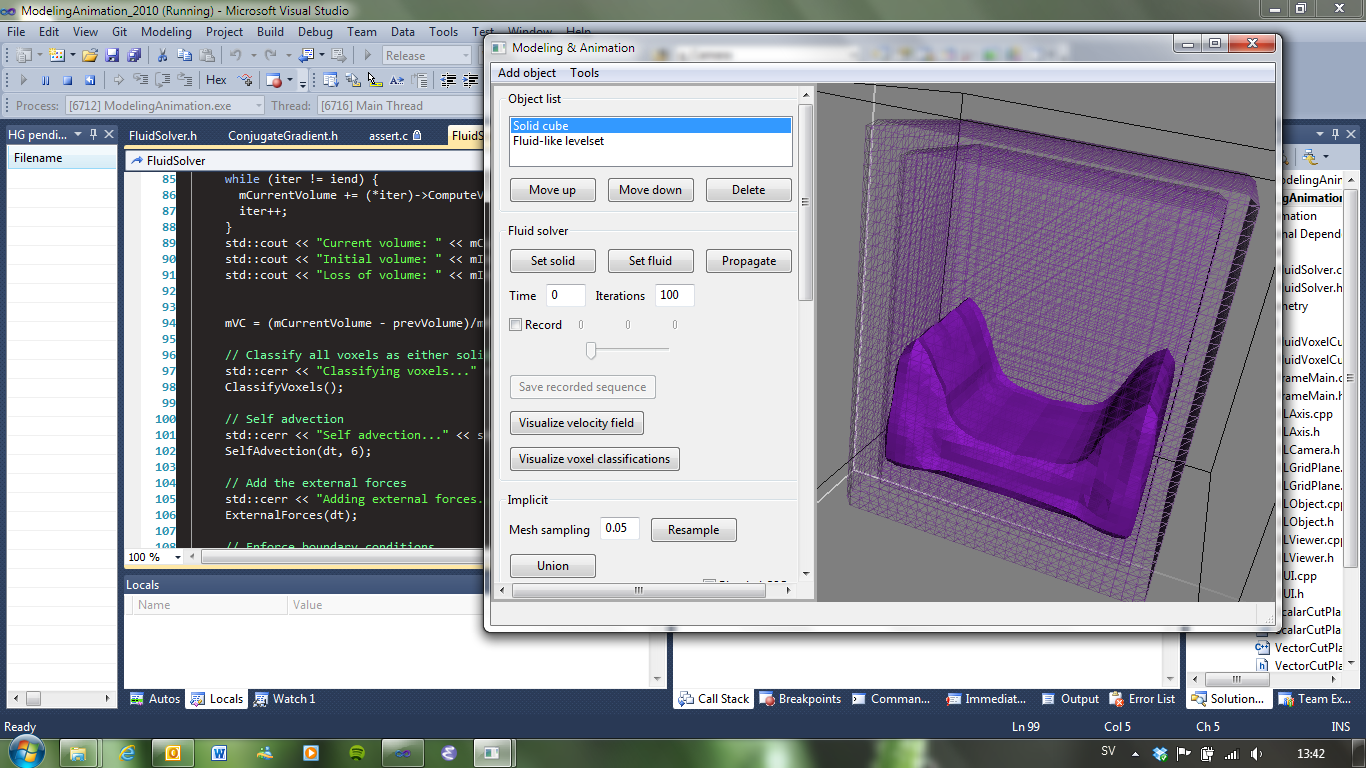 ModelingAnimation_2010 (Running) - Microsoft Visual Studio
File Edit View Modeling Project Build Debug Team Data Tools Test Window Help
Release
Hex
Process: [6712] ModelingAnimation.exe Thread: [6716] Main Thread
HG pendi...
Filename
FluidSolver.h ConjugateGradient.h assert.c FluidS
FluidSolver
85 while (iter != iend) {
86 mCurrentVolume += (*iter)->ComputeV
87 iter++;
88 }
89 std::cout << "Current volume: " << mC
90 std::cout << "Initial volume: " << mI
91 std::cout << "Loss of volume: " << mI
92
93
94 mVC = (mCurrentVolume - prevVolume)/m
95
96 // Classify all voxels as either soli
97 std::cerr << "Classifying voxels..."
98 ClassifyVoxels();
99
100 // Self advection
101 std::cerr << "Self advection..." << s
102 SelfAdvection(dt, 6);
103
104 // Add the external forces
105 std::cerr << "Adding external forces.
106 ExternalForces(dt);
107
108 // Enforce boundary conditions
100 %
Locals
Name Value
Autos Locals Watch 1
Modeling & Animation
Add object Tools
Object list
Solid cube
Fluid-like levelset
Move up Move down Delete
Fluid solver
Set solid Set fluid Propagate
Time 0 Iterations 100
Record 0 0 0
Save recorded sequence
Visualize velocity field
Visualize voxel classifications
Implicit
Mesh sampling 0.05 Resample
Union
odelingAnim
gAnimation
mation
nal Depend
uidSolver.c
uidSolver.h
metry
uidVoxelCu
uidVoxelCu
rameMain.c
rameMain.h
LAxis.cpp
LAxis.h
LCamera.h
LGridPlane.
LGridPlane.
LObject.cpp
LObject.h
LViewer.cpp
LViewer.h
UI.cpp
UI.h
ScalarCutPla
ScalarCutPla
VectorCutPla
VectorCutPla
Call Stack Breakpoints Comman... Immediat... Output Error List Solution... Team Ex...
Ready Ln 99 Col 5 Ch 5 INS
SV 13:42